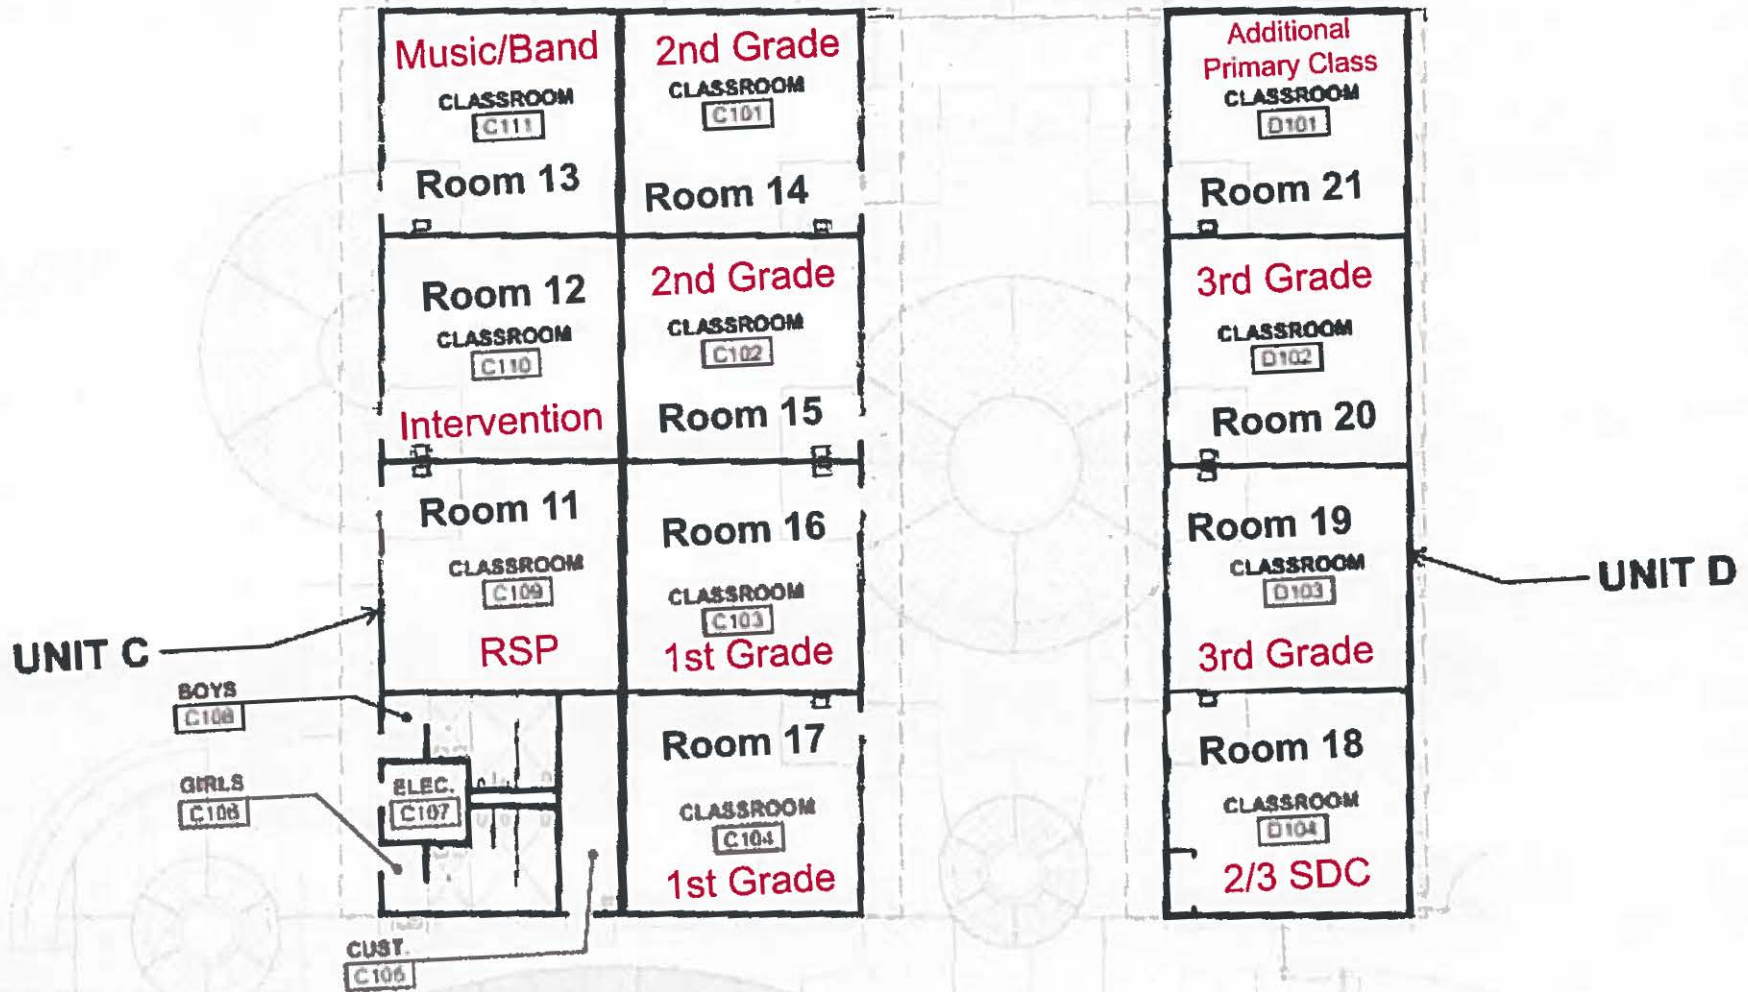 Music/Band
CLASSROOM
C111
Room 13
2nd Grade
CLASSROOM
C101
Room 14
Additional
Primary Class
CLASSROOM
D101
Room 21
Room 12
CLASSROOM
C110
Intervention
2nd Grade
CLASSROOM
C102
Room 15
3rd Grade
CLASSROOM
D102
Room 20
Room 11
CLASSROOM
C109
RSP
Room 16
CLASSROOM
C103
1st Grade
Room 19
CLASSROOM
D103
3rd Grade
UNIT D
UNIT C
BOYS
C108
GIRLS
ELEC.
C107
CUST.
Room 17
CLASSROOM
C104
1st Grade
Room 18
CLASSROOM
D104
2/3 SDC